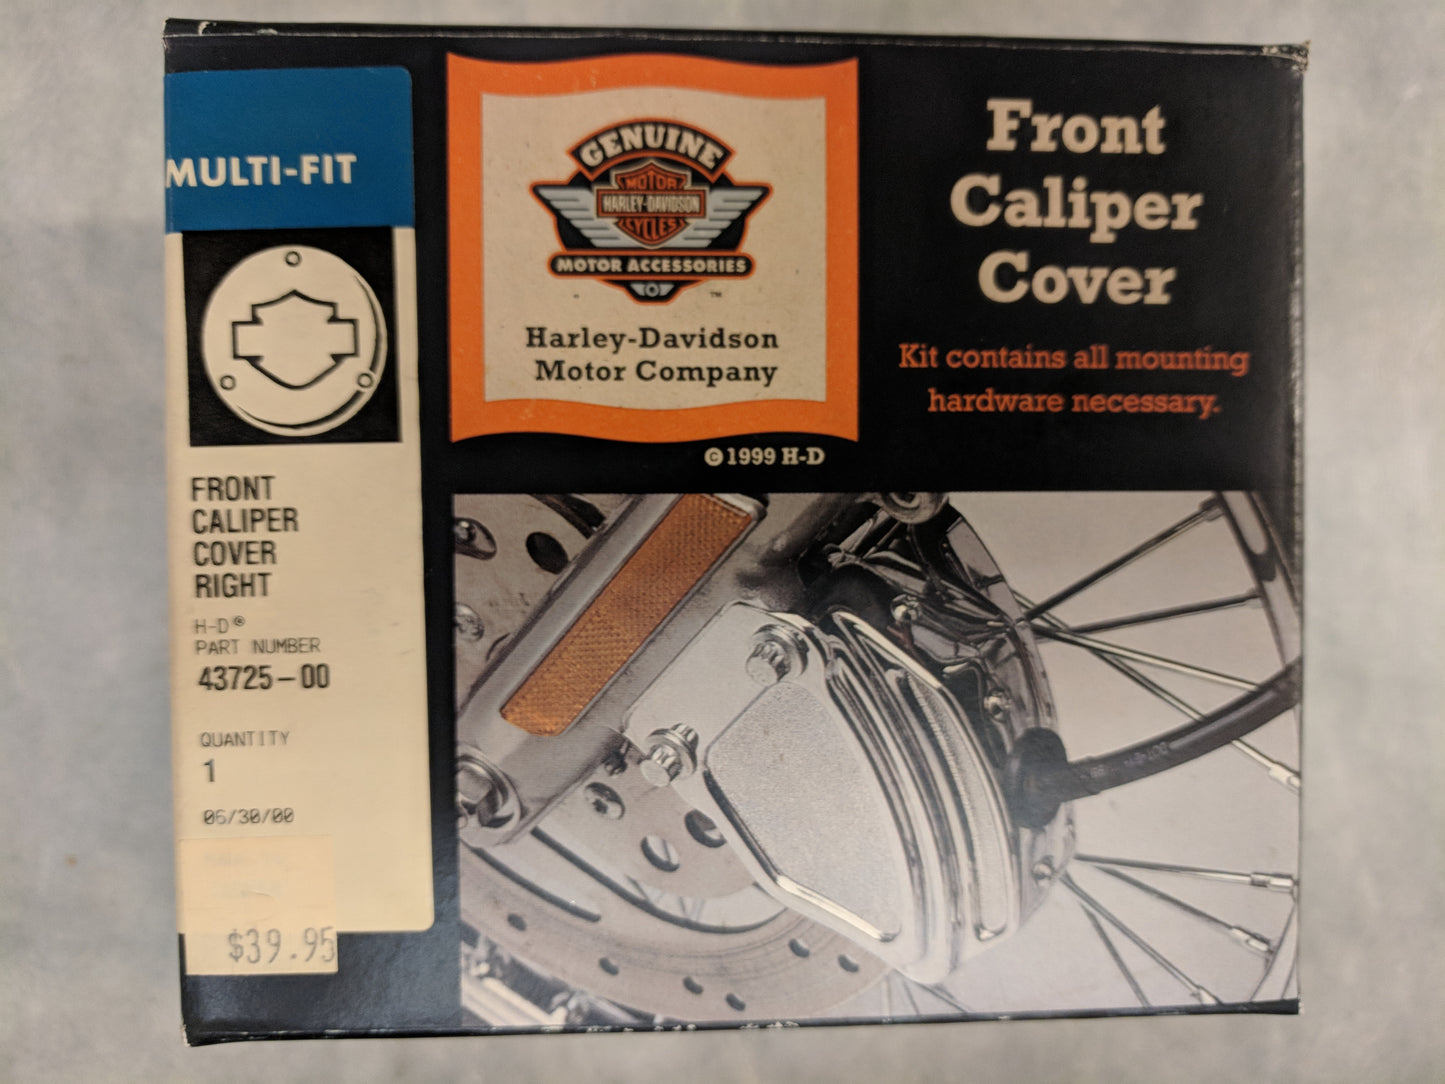 MULTI-FIT
FRONT
CALIPER
COVER
RIGHT
H-D®
PART NUMBER
43725-00
QUANTITY
1
06/30/00
$39.95
GENUINE
MOTOR
HARLEY-DAVIDSON
CYCLES
MOTOR ACCESSORIES
™
Harley-Davidson
Motor Company
© 1999 H-D
Front
Caliper
Cover
Kit contains all mounting
hardware necessary.